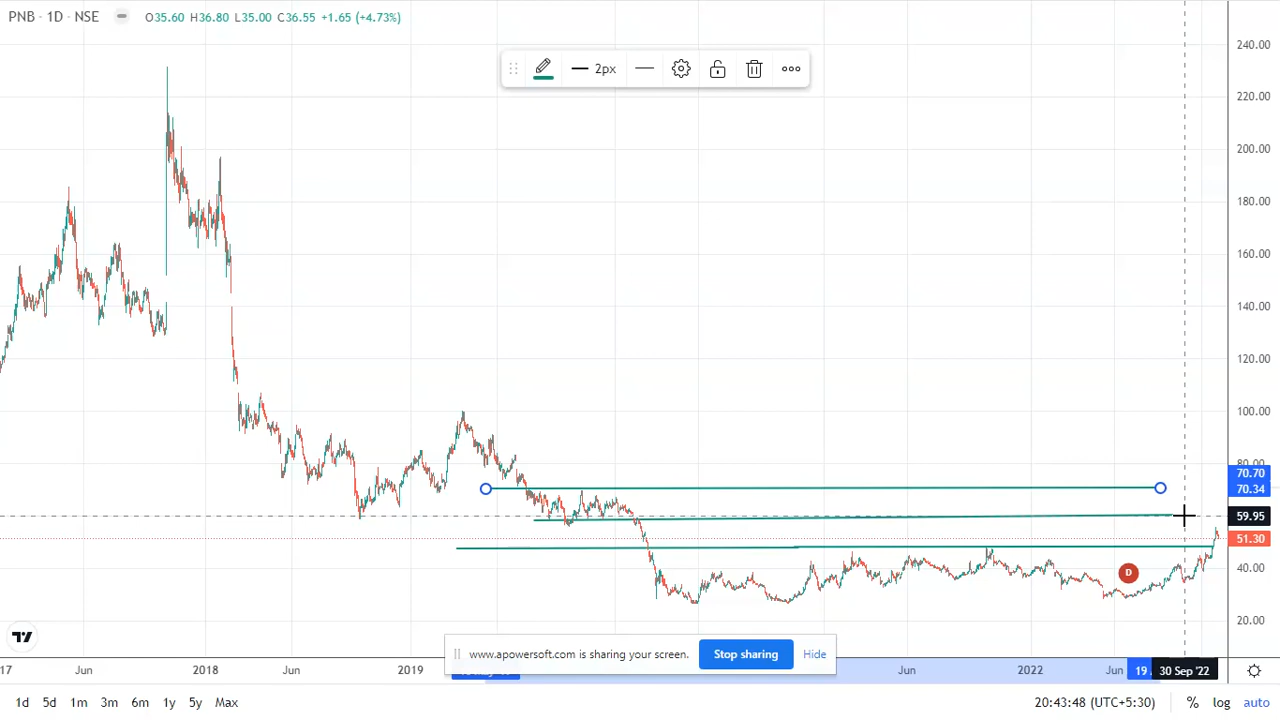 PNB · 1D · NSE O35.60 H36.80 L35.00 C36.55 +1.65 (+4.73%)
2px
240.00
220.00
200.00
180.00
160.00
140.00
120.00
100.00
80.00
70.70
70.34
59.95
51.30
40.00
20.00
D
www.apowersoft.com is sharing your screen. Stop sharing Hide
17 Jun 2018 Jun 2019 Jun 2022 Jun 19 30 Sep '22
1d 5d 1m 3m 6m 1y 5y Max 20:43:48 (UTC+5:30) % log auto